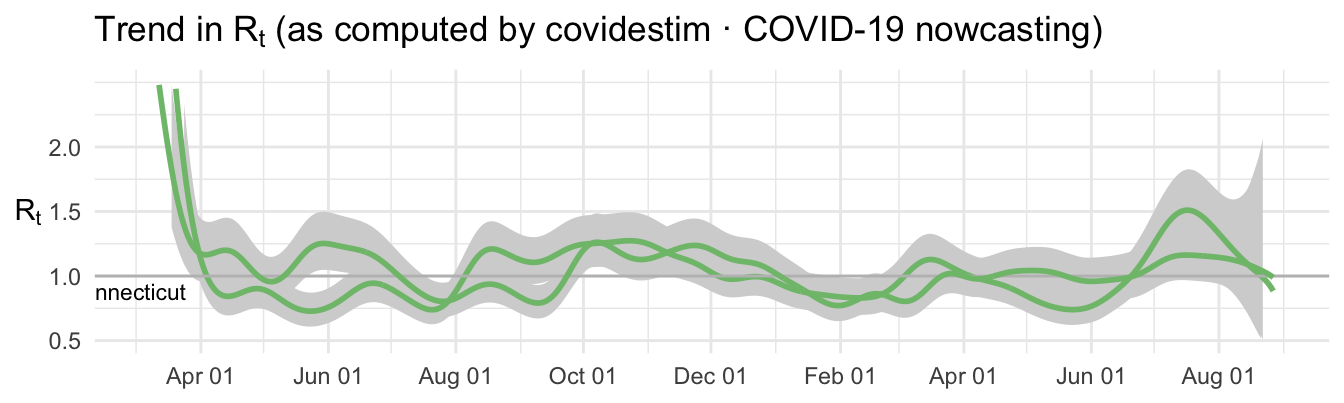 Trend in Rt (as computed by covidestim · COVID-19 nowcasting)
2.0
Rt
1.5
1.0
nnecticut
0.5
Apr 01 Jun 01 Aug 01 Oct 01 Dec 01 Feb 01 Apr 01 Jun 01 Aug 01